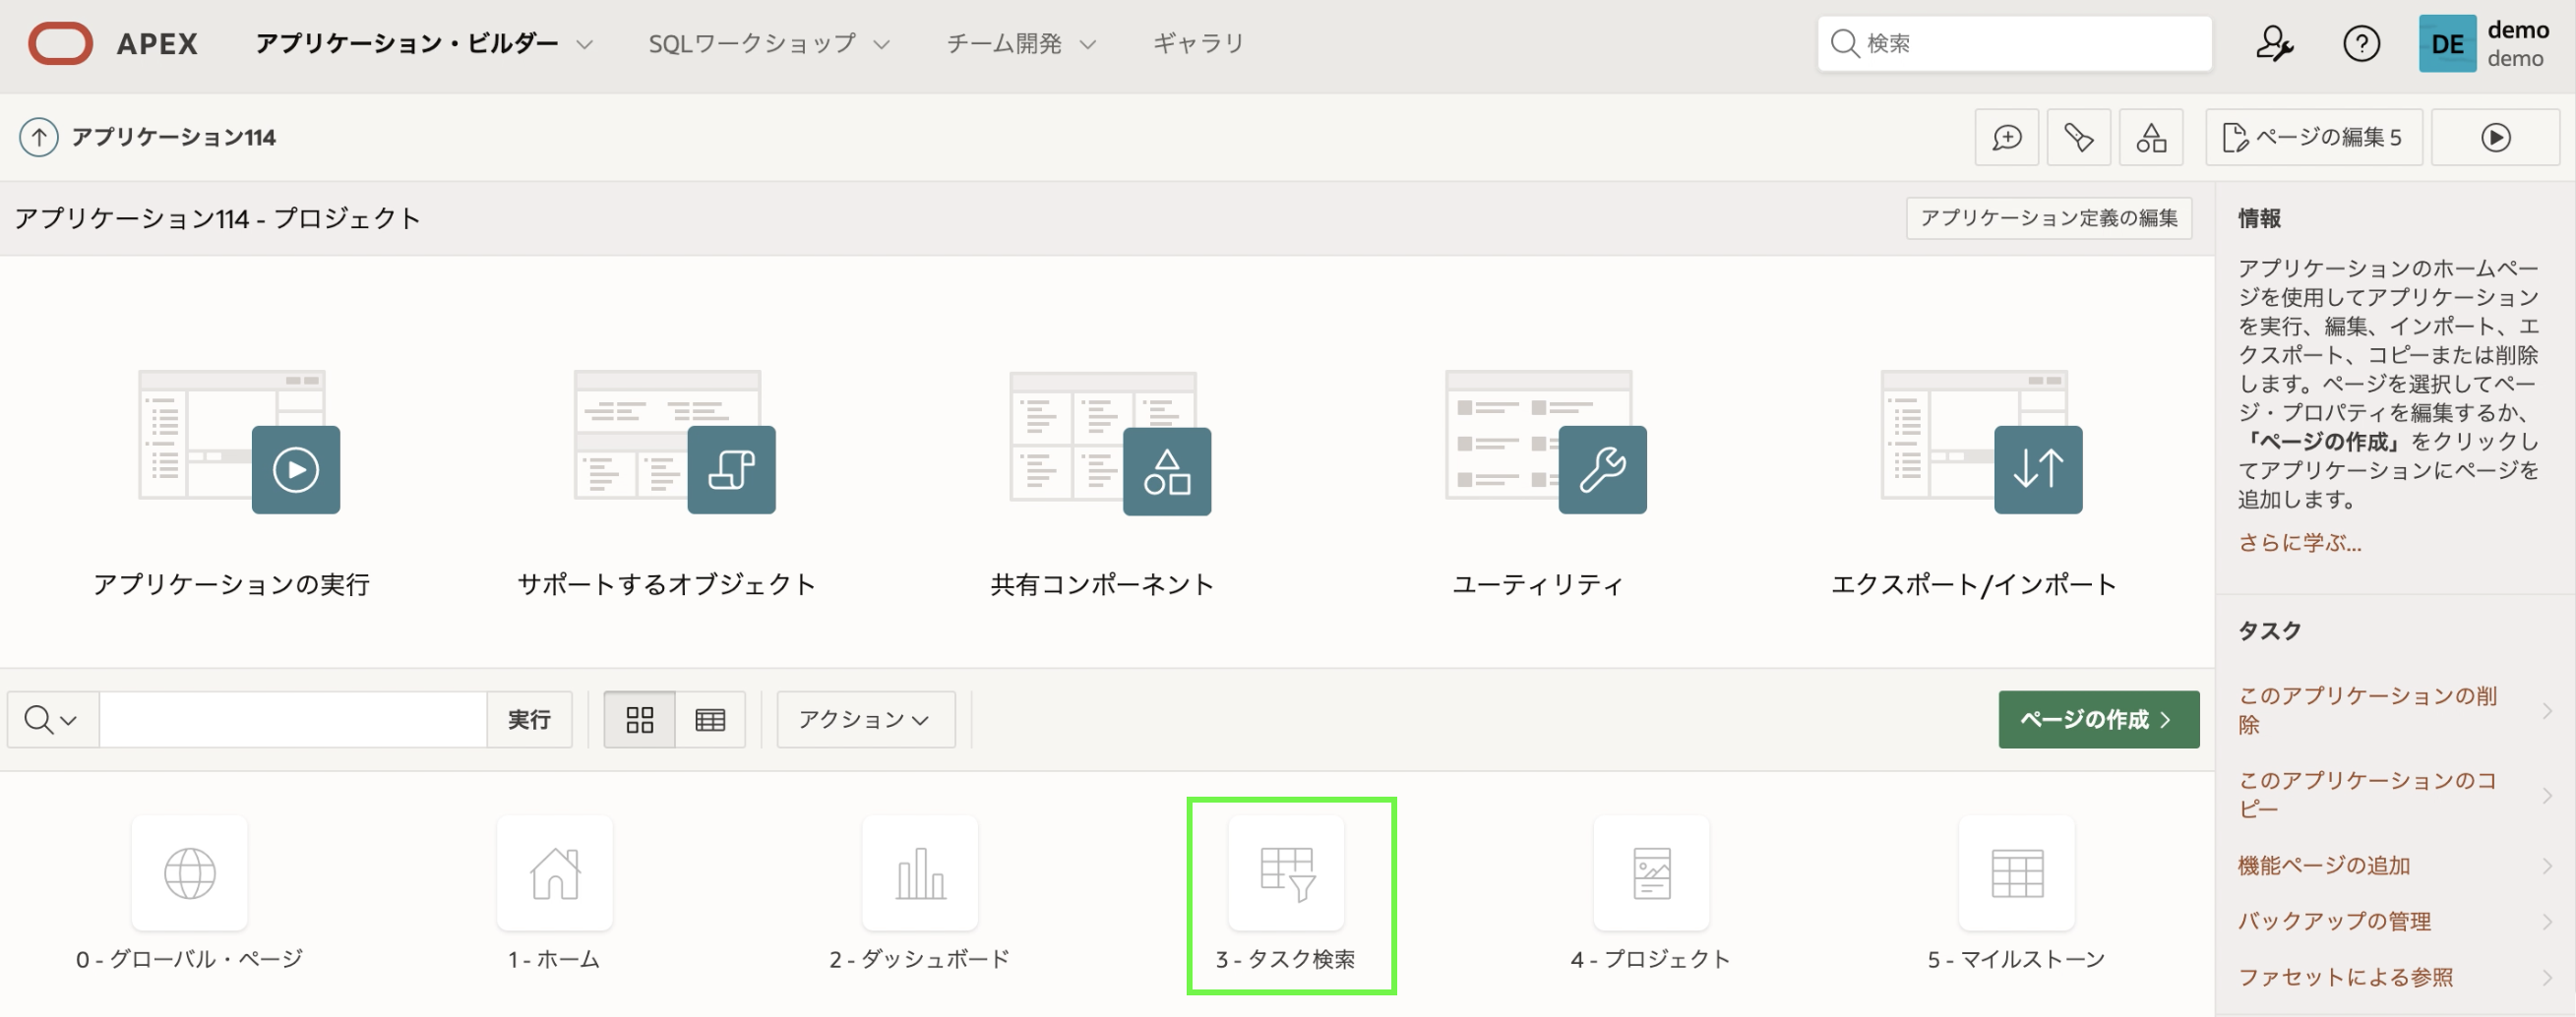 APEX
アプリケーション・ビルダー
SQLワークショップ
チーム開発
ギャラリ
検索
DE
demo
demo
アプリケーション114
ページの編集 5
アプリケーション114 - プロジェクト
アプリケーション定義の編集
アプリケーションの実行
サポートするオブジェクト
共有コンポーネント
ユーティリティ
エクスポート/インポート
実行
アクション
ページの作成
0 - グローバル・ページ
1 - ホーム
2 - ダッシュボード
3 - タスク検索
4 - プロジェクト
5 - マイルストーン
情報
アプリケーションのホームペー
ジを使用してアプリケーション
を実行、編集、インポート、エ
クスポート、コピーまたは削除
します。ページを選択してペー
ジ・プロパティを編集するか、
「ページの作成」をクリックし
てアプリケーションにページを
追加します。
さらに学ぶ...
タスク
このアプリケーションの削
除
このアプリケーションのコ
ピー
機能ページの追加
バックアップの管理
ファセットによる参照